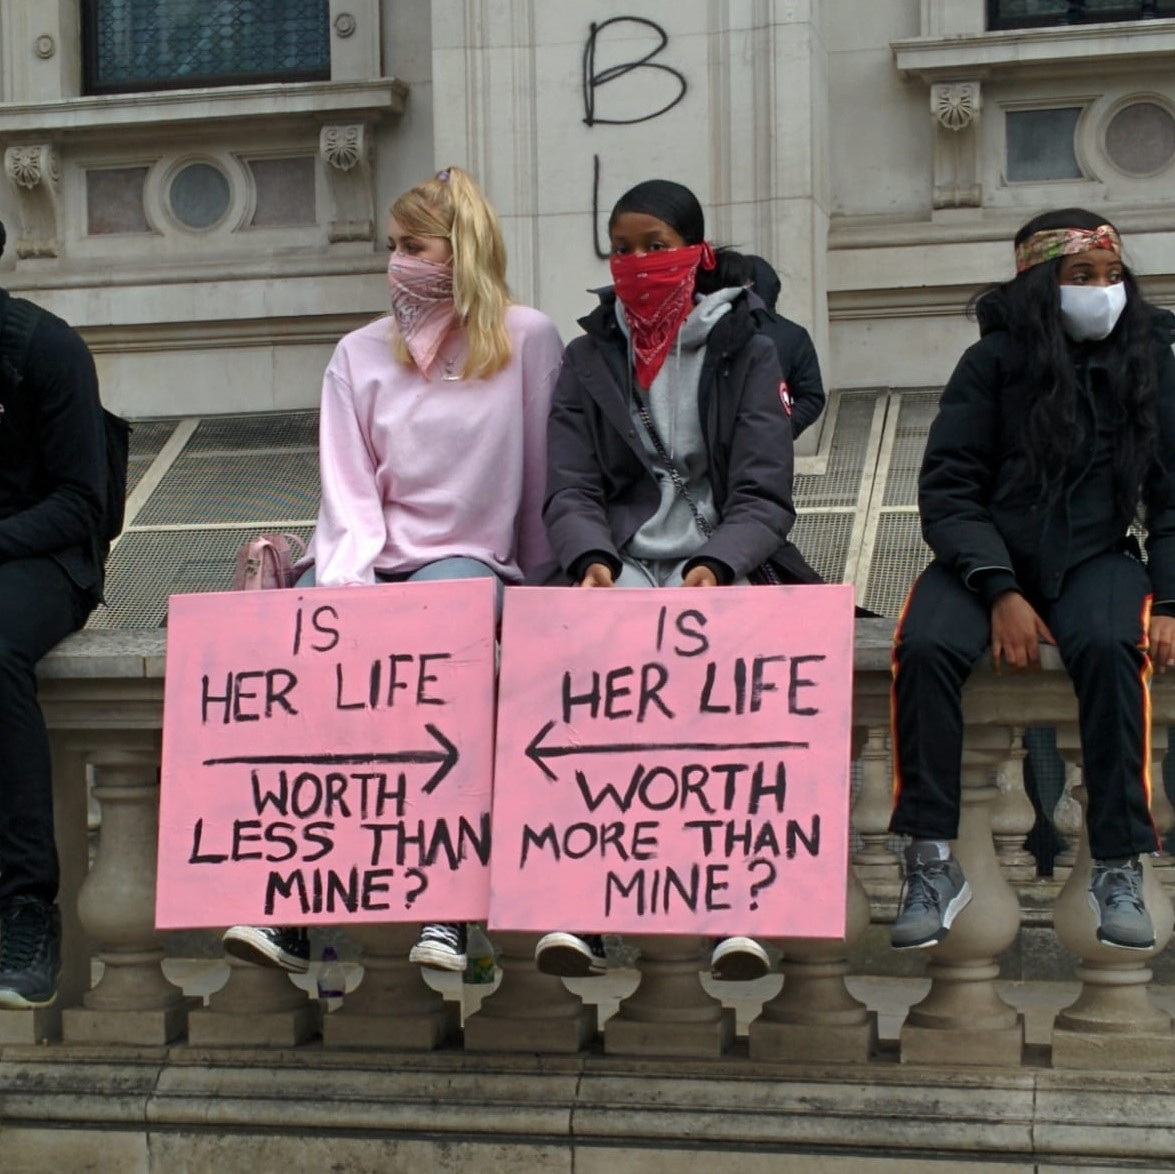 B
L
IS
HER LIFE
WORTH
LESS THAN
MINE?
IS
HER LIFE
WORTH
MORE THAN
MINE?